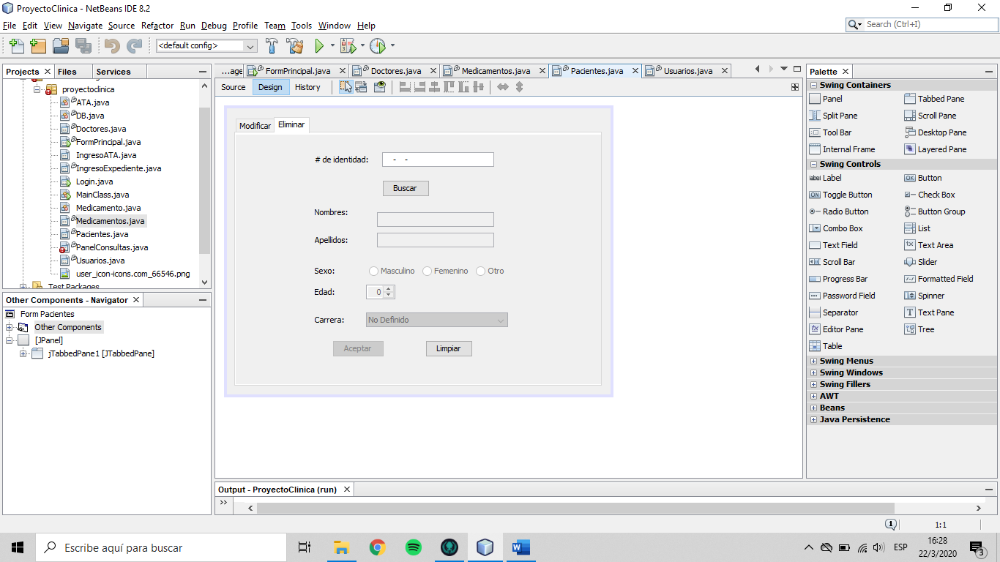 ProyectoClinica - NetBeans IDE 8.2
File Edit View Navigate Source Refactor Run Debug Profile Team Tools Window Help
Search (Ctrl+I)
<default config>
Projects Files Services
proyectoclinica
ATA.java
DB.java
Doctores.java
FormPrincipal.java
IngresoATA.java
IngresoExpediente.java
Login.java
MainClass.java
Medicamento.java
Medicamentos.java
Pacientes.java
PanelConsultas.java
Usuarios.java
user_icon-icons.com_66546.png
Test Packages
Other Components - Navigator
Form Pacientes
Other Components
[JPanel]
jTabbedPane1 [JTabbedPane]
...age FormPrincipal.java Doctores.java Medicamentos.java Pacientes.java Usuarios.java
Source Design History
Modificar Eliminar
# de identidad: - -
Buscar
Nombres:
Apellidos:
Sexo: Masculino Femenino Otro
Edad: 0
Carrera: No Definido
Aceptar Limpiar
Output - ProyectoClinica (run)
Palette
Swing Containers
Panel Tabbed Pane
Split Pane Scroll Pane
Tool Bar Desktop Pane
Internal Frame Layered Pane
Swing Controls
label Label OK Button
ON Toggle Button Check Box
Radio Button Button Group
Combo Box List
Text Field Text Area
Scroll Bar Slider
Progress Bar Formatted Field
Password Field Spinner
Separator Text Pane
Editor Pane Tree
Table
Swing Menus
Swing Windows
Swing Fillers
AWT
Beans
Java Persistence
1 1:1
Escribe aquí para buscar
ESP
16:28
22/3/2020
3